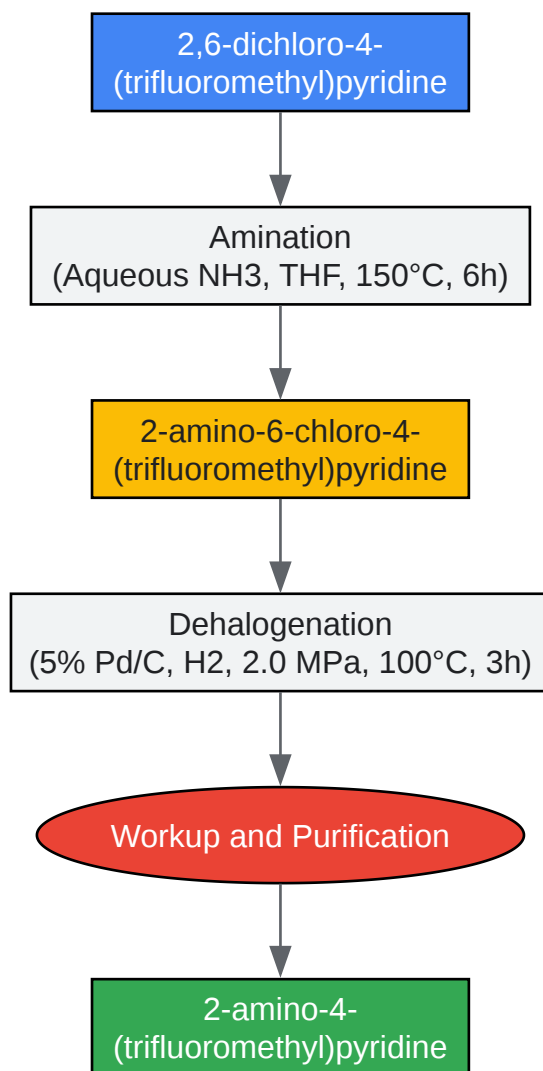 2,6-dichloro-4-
(trifluoromethyl)pyridine
Amination
(Aqueous NH3, THF, 150°C, 6h)
2-amino-6-chloro-4-
(trifluoromethyl)pyridine
Dehalogenation
(5% Pd/C, H2, 2.0 MPa, 100°C, 3h)
Workup and Purification
2-amino-4-
(trifluoromethyl)pyridine